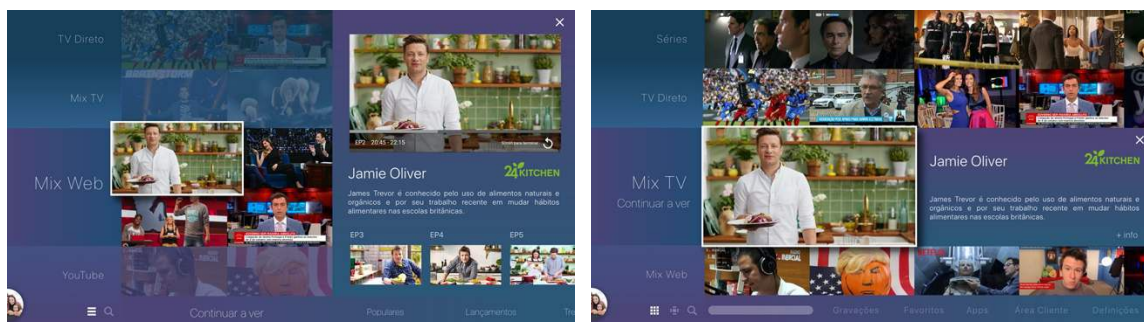 TV Direto
Mix TV
Mix Web
YouTube
EP2 20:45 - 22:15
Jamie Oliver
24KITCHEN
James Trevor é conhecido pelo uso de alimentos naturais e
orgânicos e por seu trabalho recente em mudar hábitos
alimentares nas escolas britânicas.
EP3 EP4 EP5
Continuar a ver Populares Lançamentos Tre
Séries
TV Direto
Mix TV
Continuar a ver
Jamie Oliver
24KITCHEN
James Trevor é conhecido pelo uso de alimentos naturais e
orgânicos e por seu trabalho recente em mudar hábitos
alimentares nas escolas britânicas.
+ info
Mix Web
Gravações Favoritos Apps Área Cliente Definições